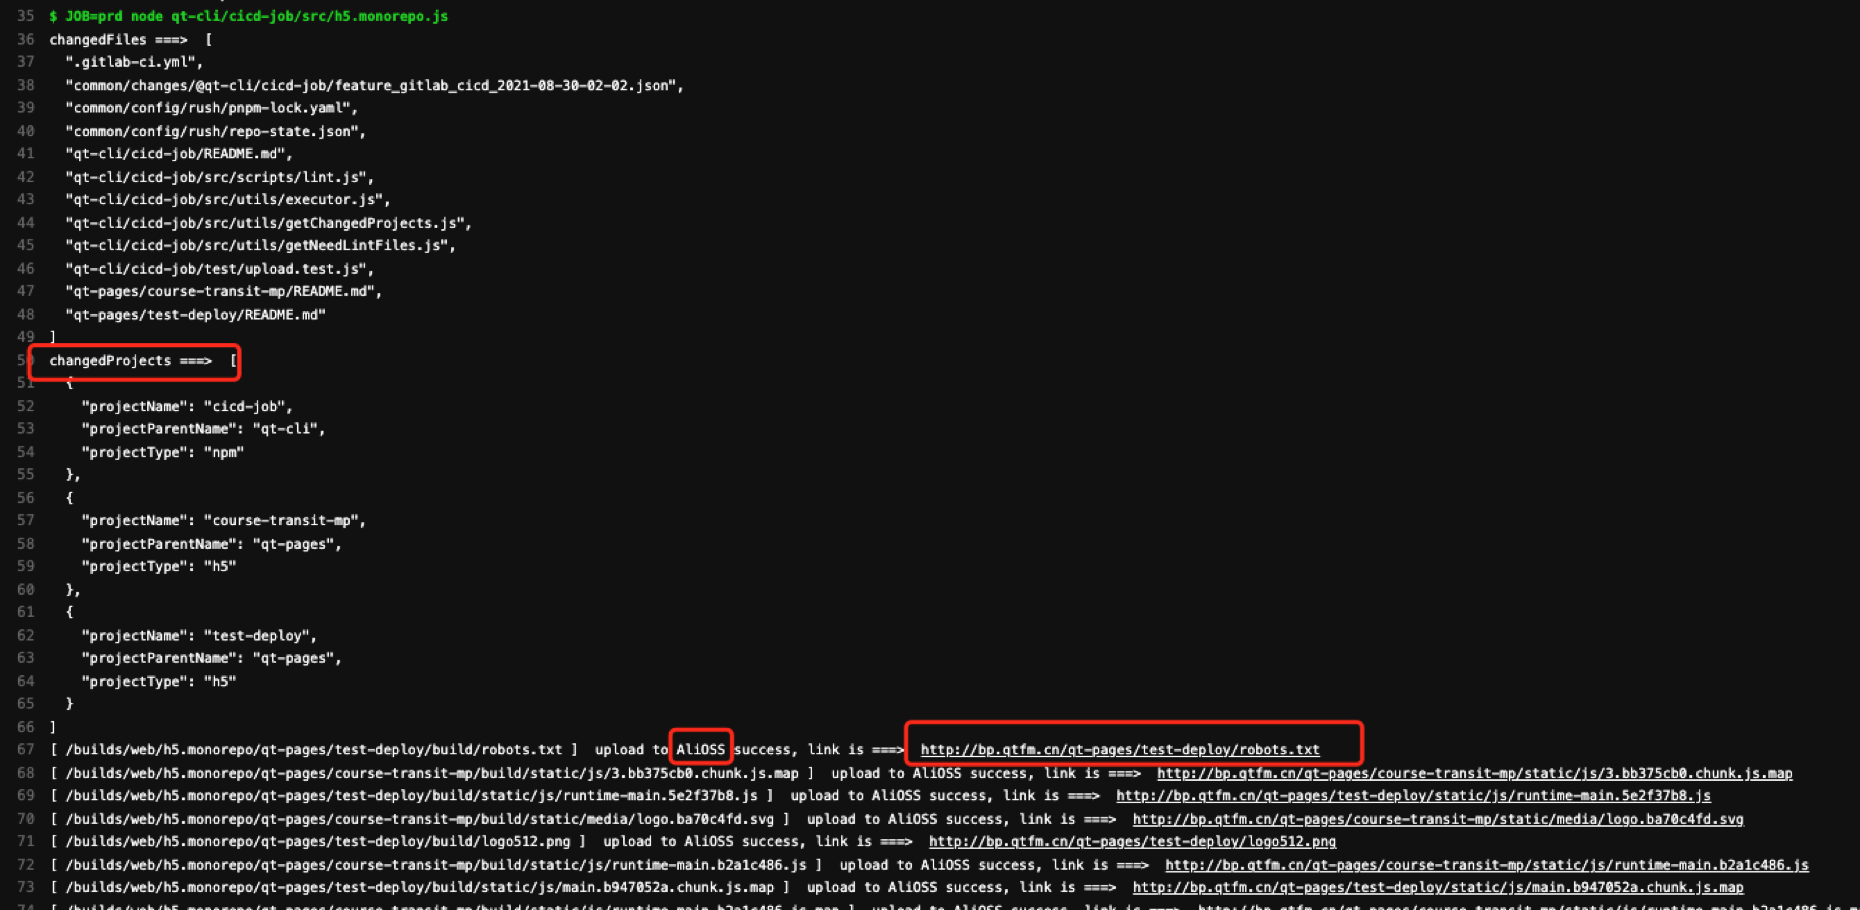 35 $ JOB=prd node qt-cli/cicd-job/src/h5.monorepo.js
36 changedFiles ===> [
37 ".gitlab-ci.yml",
38 "common/changes/@qt-cli/cicd-job/feature_gitlab_cicd_2021-08-30-02-02.json",
39 "common/config/rush/pnpm-lock.yaml",
40 "common/config/rush/repo-state.json",
41 "qt-cli/cicd-job/README.md",
42 "qt-cli/cicd-job/src/scripts/lint.js",
43 "qt-cli/cicd-job/src/utils/executor.js",
44 "qt-cli/cicd-job/src/utils/getChangedProjects.js",
45 "qt-cli/cicd-job/src/utils/getNeedLintFiles.js",
46 "qt-cli/cicd-job/test/upload.test.js",
47 "qt-pages/course-transit-mp/README.md",
48 "qt-pages/test-deploy/README.md"
49 ]
50 changedProjects ===> [
51 {
52 "projectName": "cicd-job",
53 "projectParentName": "qt-cli",
54 "projectType": "npm"
55 },
56 {
57 "projectName": "course-transit-mp",
58 "projectParentName": "qt-pages",
59 "projectType": "h5"
60 },
61 {
62 "projectName": "test-deploy",
63 "projectParentName": "qt-pages",
64 "projectType": "h5"
65 }
66 ]
67 [ /builds/web/h5.monorepo/qt-pages/test-deploy/build/robots.txt ] upload to AliOSS success, link is ===> http://bp.qtfm.cn/qt-pages/test-deploy/robots.txt
68 [ /builds/web/h5.monorepo/qt-pages/course-transit-mp/build/static/js/3.bb375cb0.chunk.js.map ] upload to AliOSS success, link is ===> http://bp.qtfm.cn/qt-pages/course-transit-mp/static/js/3.bb375cb0.chunk.js.map
69 [ /builds/web/h5.monorepo/qt-pages/test-deploy/build/static/js/runtime-main.5e2f37b8.js ] upload to AliOSS success, link is ===> http://bp.qtfm.cn/qt-pages/test-deploy/static/js/runtime-main.5e2f37b8.js
70 [ /builds/web/h5.monorepo/qt-pages/course-transit-mp/build/static/media/logo.ba70c4fd.svg ] upload to AliOSS success, link is ===> http://bp.qtfm.cn/qt-pages/course-transit-mp/static/media/logo.ba70c4fd.svg
71 [ /builds/web/h5.monorepo/qt-pages/test-deploy/build/logo512.png ] upload to AliOSS success, link is ===> http://bp.qtfm.cn/qt-pages/test-deploy/logo512.png
72 [ /builds/web/h5.monorepo/qt-pages/course-transit-mp/build/static/js/runtime-main.b2a1c486.js ] upload to AliOSS success, link is ===> http://bp.qtfm.cn/qt-pages/course-transit-mp/static/js/runtime-main.b2a1c486.js
73 [ /builds/web/h5.monorepo/qt-pages/test-deploy/build/static/js/main.b947052a.chunk.js.map ] upload to AliOSS success, link is ===> http://bp.qtfm.cn/qt-pages/test-deploy/static/js/main.b947052a.chunk.js.map